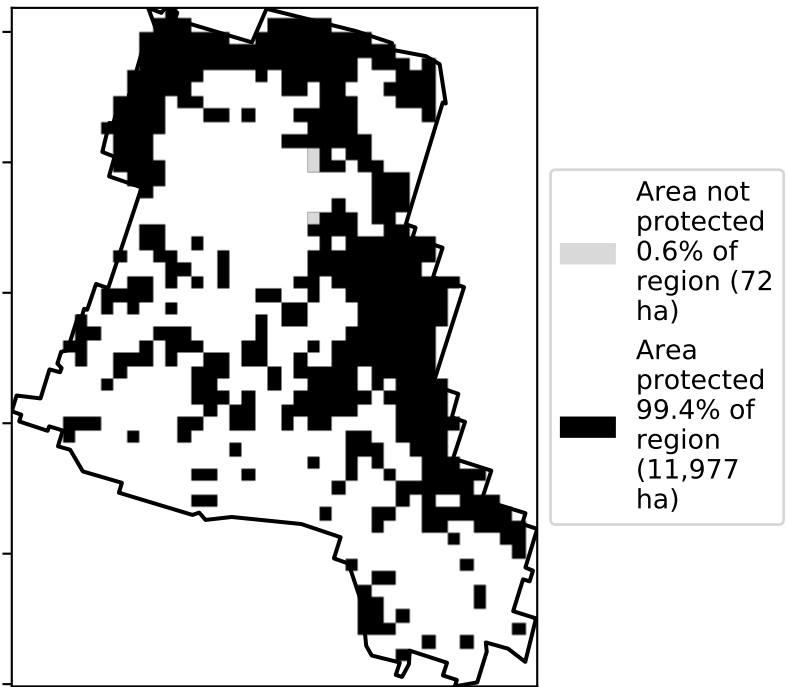 Area not
protected
0.6% of
region (72
ha)
Area
protected
99.4% of
region
(11,977
ha)